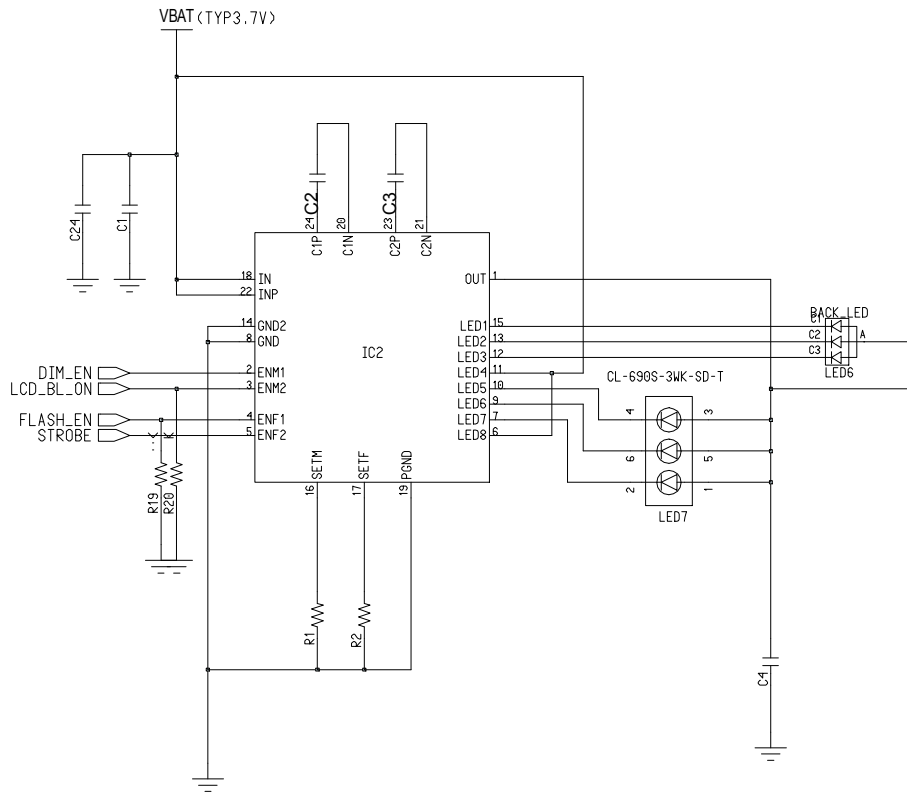 VBAT (TYP3.7V)
C24
C1
C2
C3
24
20
23
21
C1P
C1N
C2P
C2N
18 IN
22 INP
OUT 1
14 GND2
8 GND
LED1 15
LED2 13
LED3 12
IC2
BACK_LED
C1
C2
C3
A
LED6
DIM_EN
2 ENM1
LED4 11
LCD_BL_ON
3 ENM2
LED5 10
CL-690S-3WK-SD-T
LED6 9
FLASH_EN
4 ENF1
LED7 7
STROBE
5 ENF2
LED8 6
4
3
6
5
2
1
LED7
SETM
SETF
PGND
16
17
19
R19
R20
R1
R2
C4